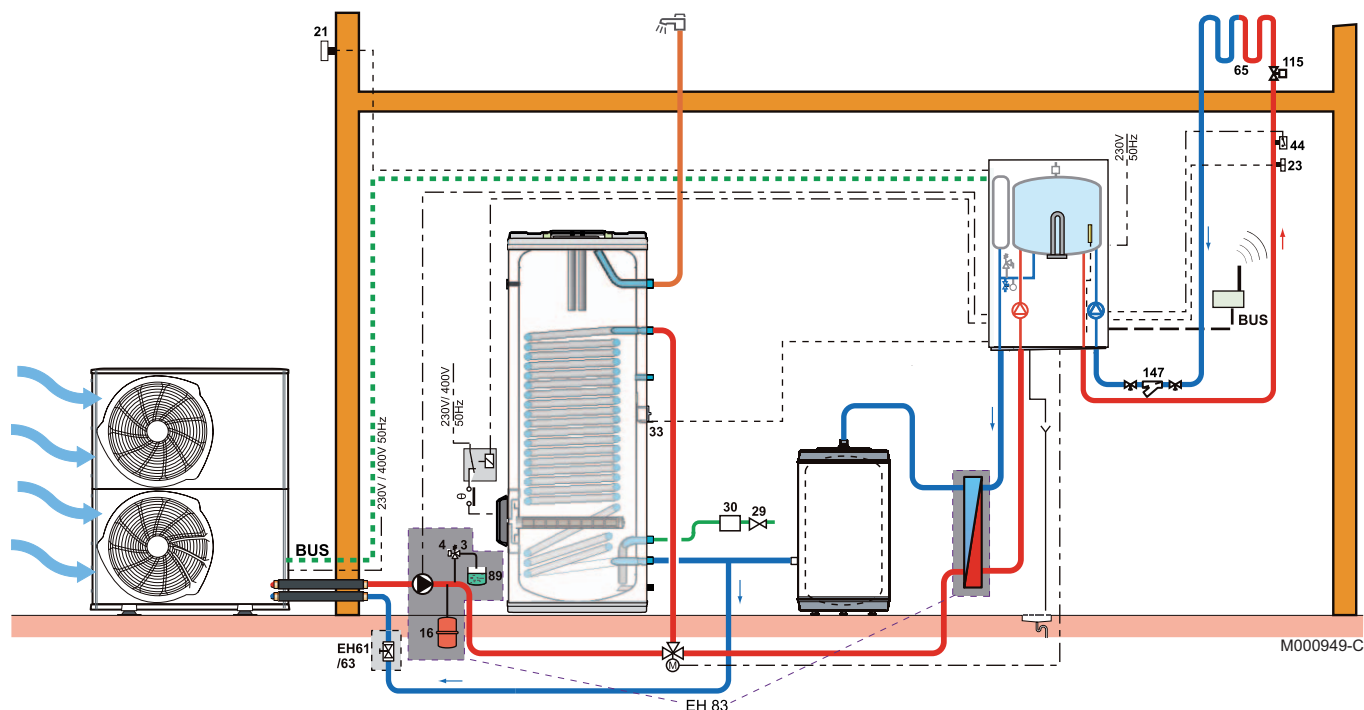 21
65
115
230V
50Hz
44
23
BUS
147
230V/ 400V
50Hz
33
230V / 400V 50Hz
θ
30
29
BUS
4
3
89
16
EH61
/63
M
M000949-C
EH 83